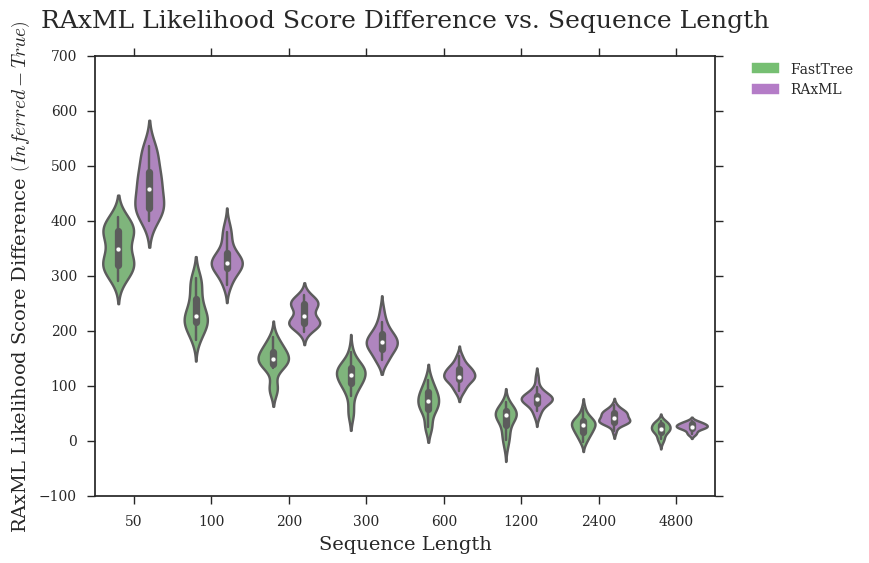 RAxML Likelihood Score Difference vs. Sequence Length
RAxML Likelihood Score Difference (Inferred − True)
700
600
500
400
300
200
100
0
−100
50 100 200 300 600 1200 2400 4800
Sequence Length
FastTree
RAxML